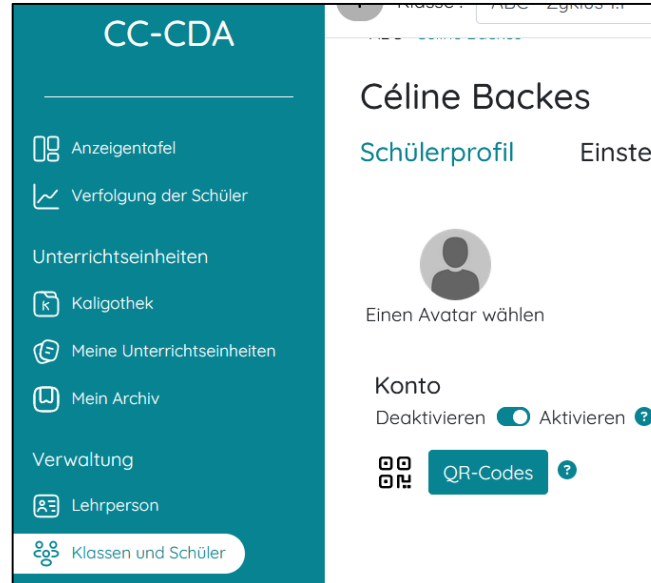 CC-CDA
Anzeigentafel
Verfolgung der Schüler
Unterrichtseinheiten
Kaligothek
Meine Unterrichtseinheiten
Mein Archiv
Verwaltung
Lehrperson
Klassen und Schüler
Céline Backes
Schülerprofil Einste
Einen Avatar wählen
Konto
Deaktivieren Aktivieren ?
QR-Codes ?